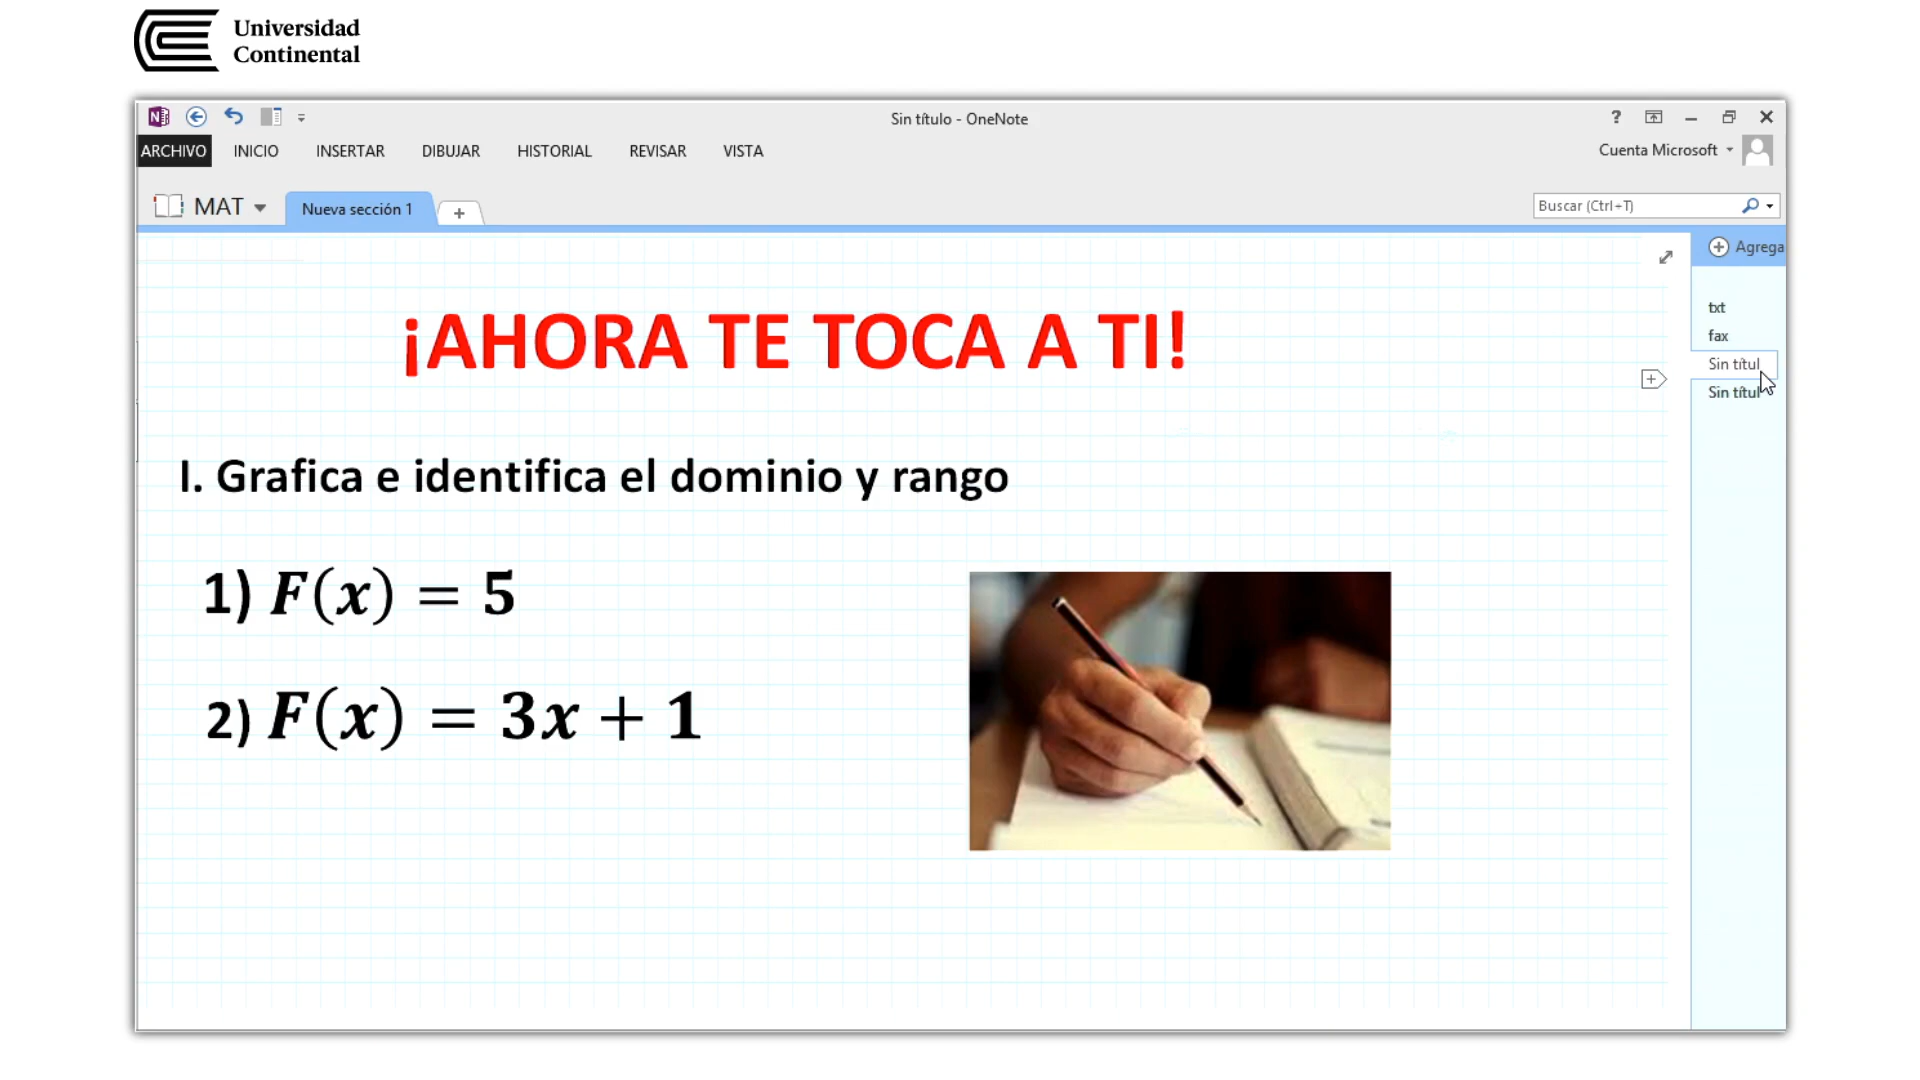 Universidad
Continental
Sin título - OneNote
ARCHIVO INICIO INSERTAR DIBUJAR HISTORIAL REVISAR VISTA
Cuenta Microsoft
MAT
Nueva sección 1
Buscar (Ctrl+T)
Agrega
txt
fax
Sin títul
Sin títul
¡AHORA TE TOCA A TI!
I. Grafica e identifica el dominio y rango
1) F(x) = 5
2) F(x) = 3x + 1